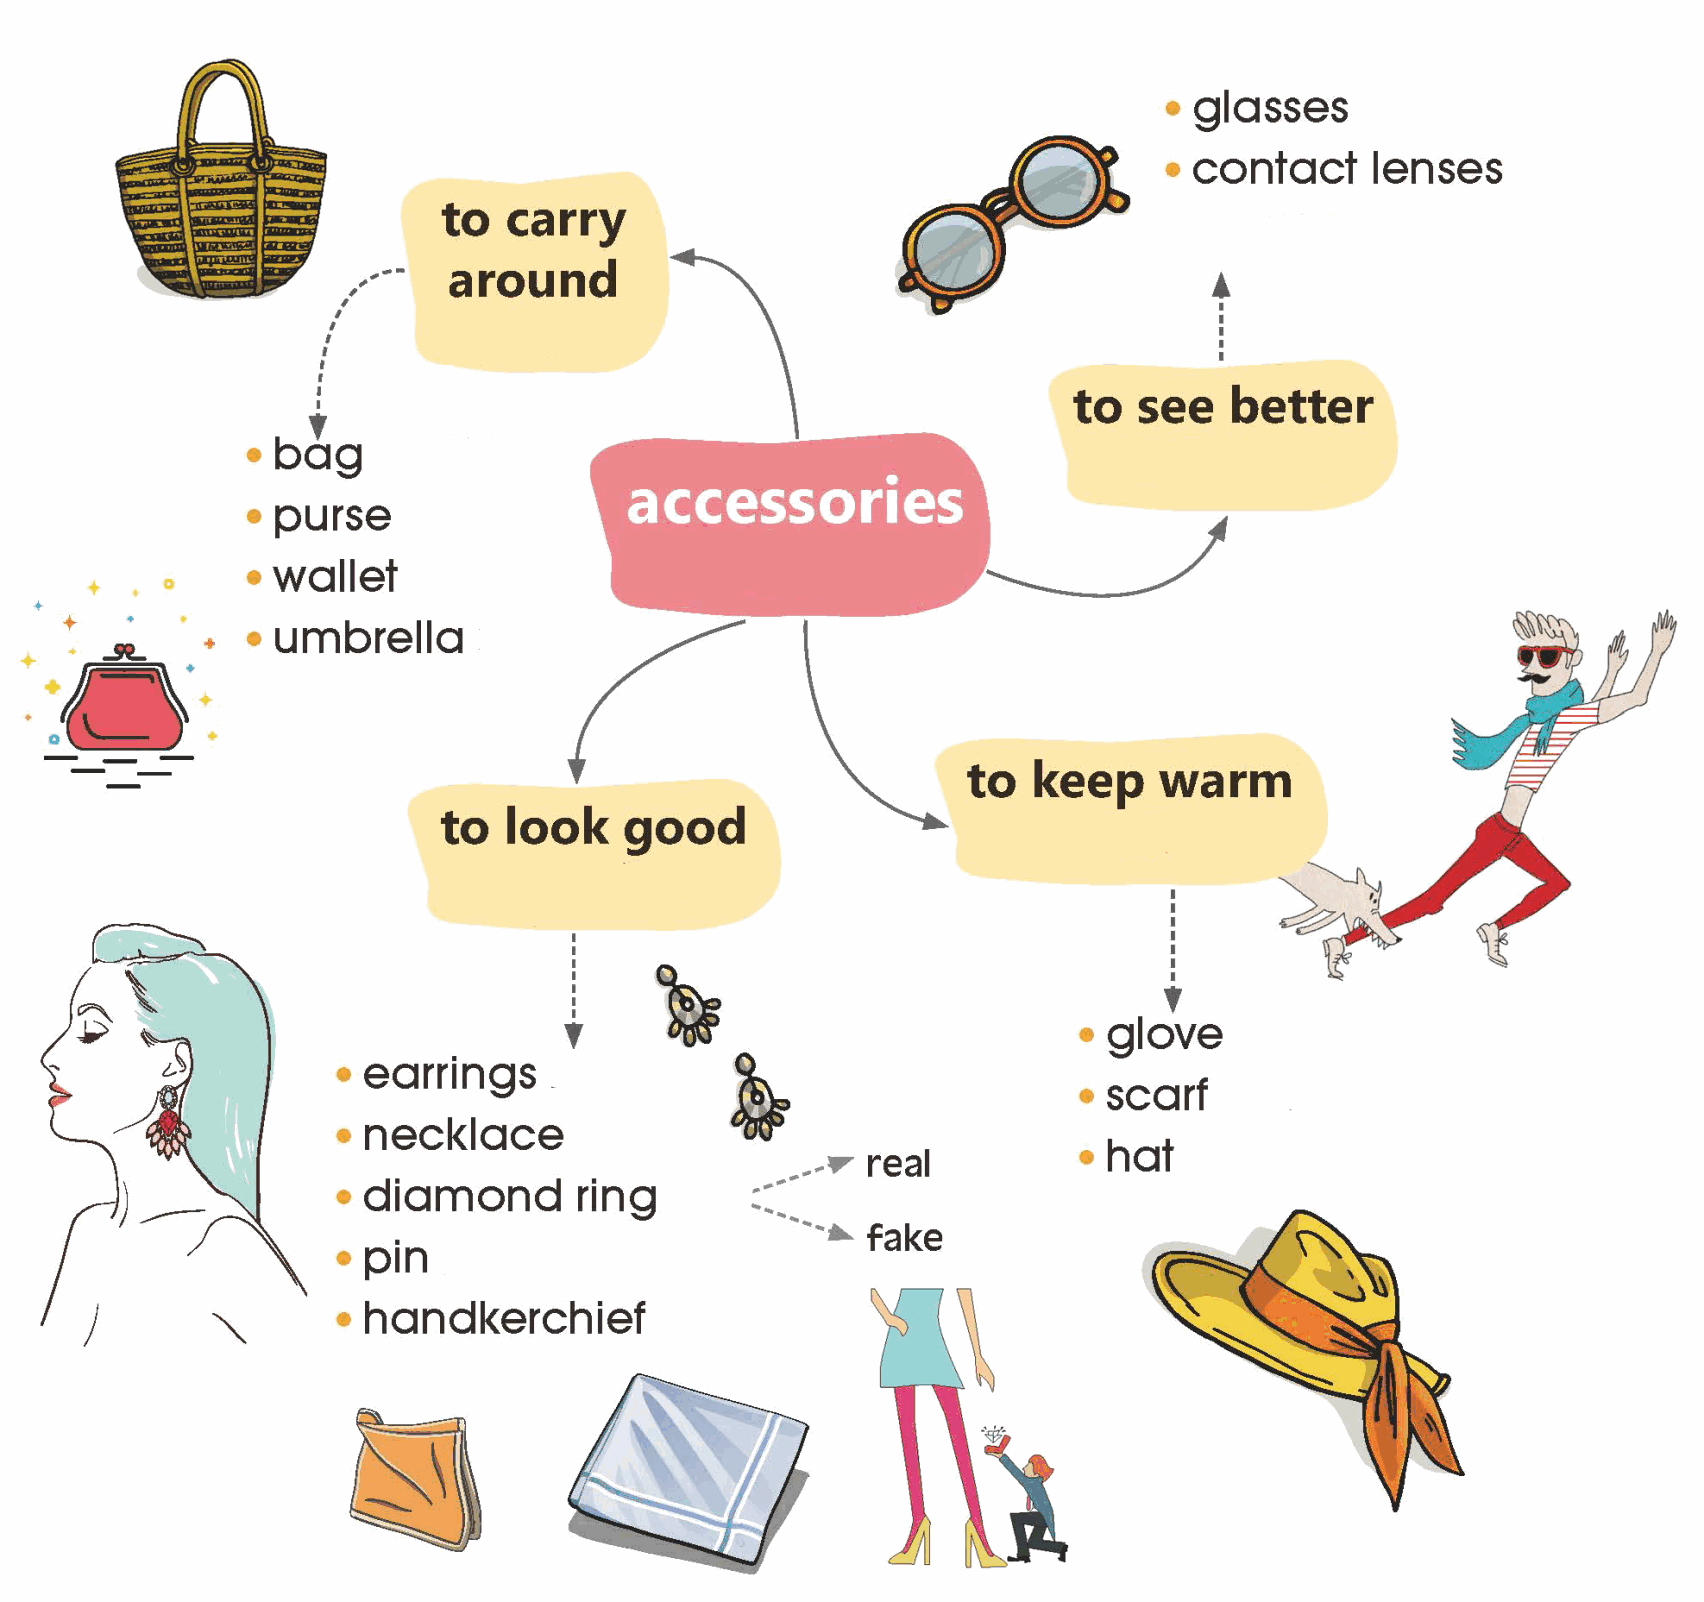 accessories
to carry
around
• bag
• purse
• wallet
• umbrella
to see better
• glasses
• contact lenses
to look good
• earrings
• necklace
• diamond ring
real
fake
• pin
• handkerchief
to keep warm
• glove
• scarf
• hat